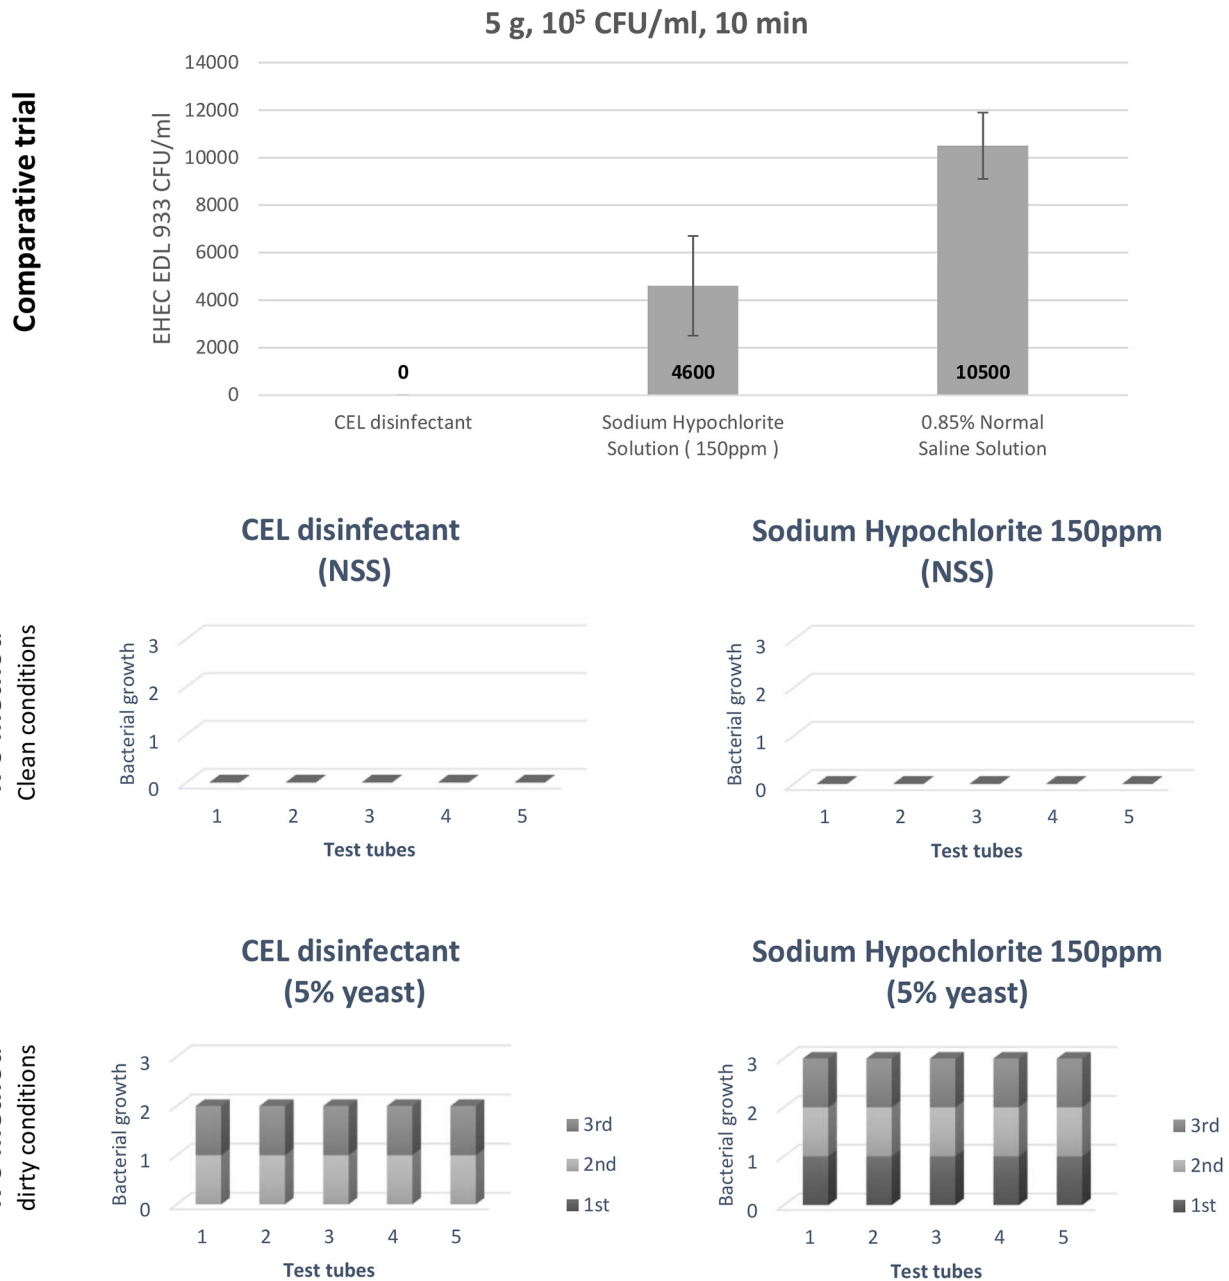 5 g, 10⁵ CFU/ml, 10 min
Comparative trial
EHEC EDL 933 CFU/ml
14000
12000
10000
8000
6000
4000
2000
0
0
4600
10500
CEL disinfectant
Sodium Hypochlorite
Solution ( 150ppm )
0.85% Normal
Saline Solution
Clean conditions
CEL disinfectant
(NSS)
Bacterial growth
3
2
1
0
1 2 3 4 5
Test tubes
Sodium Hypochlorite 150ppm
(NSS)
Bacterial growth
3
2
1
0
1 2 3 4 5
Test tubes
dirty conditions
CEL disinfectant
(5% yeast)
Bacterial growth
3
2
1
0
1 2 3 4 5
Test tubes
3rd
2nd
1st
Sodium Hypochlorite 150ppm
(5% yeast)
Bacterial growth
3
2
1
0
1 2 3 4 5
Test tubes
3rd
2nd
1st